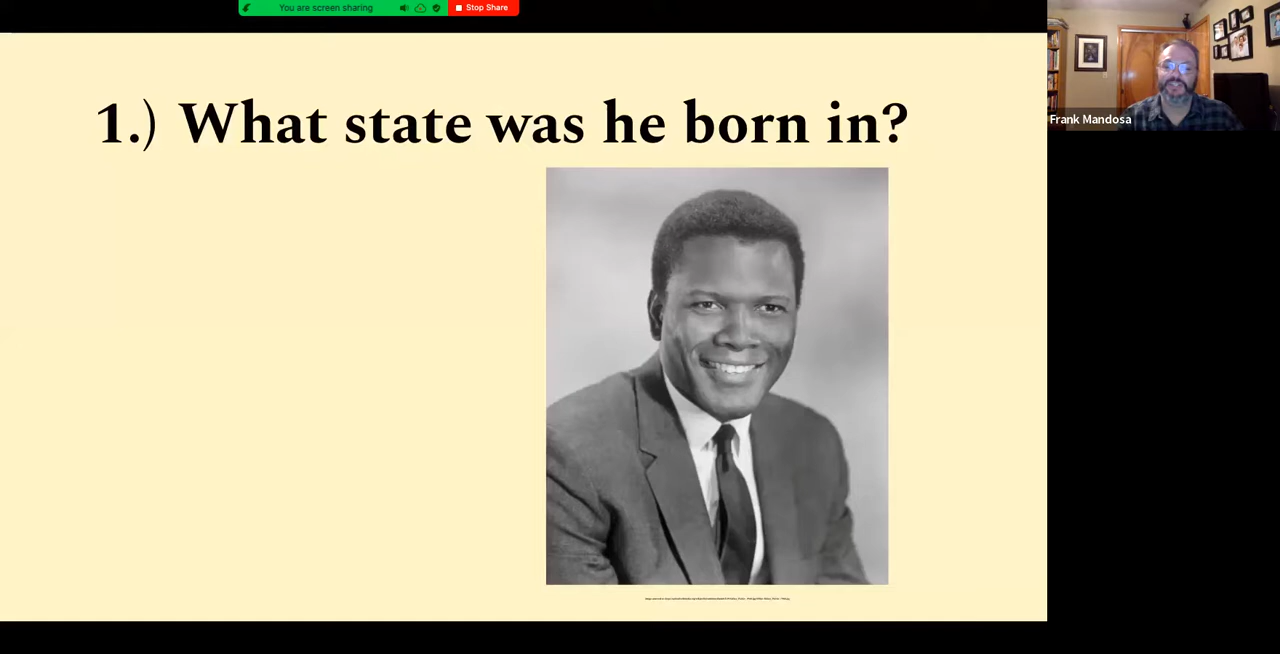 You are screen sharing
Stop Share
1.) What state was he born in?
Frank Mandosa